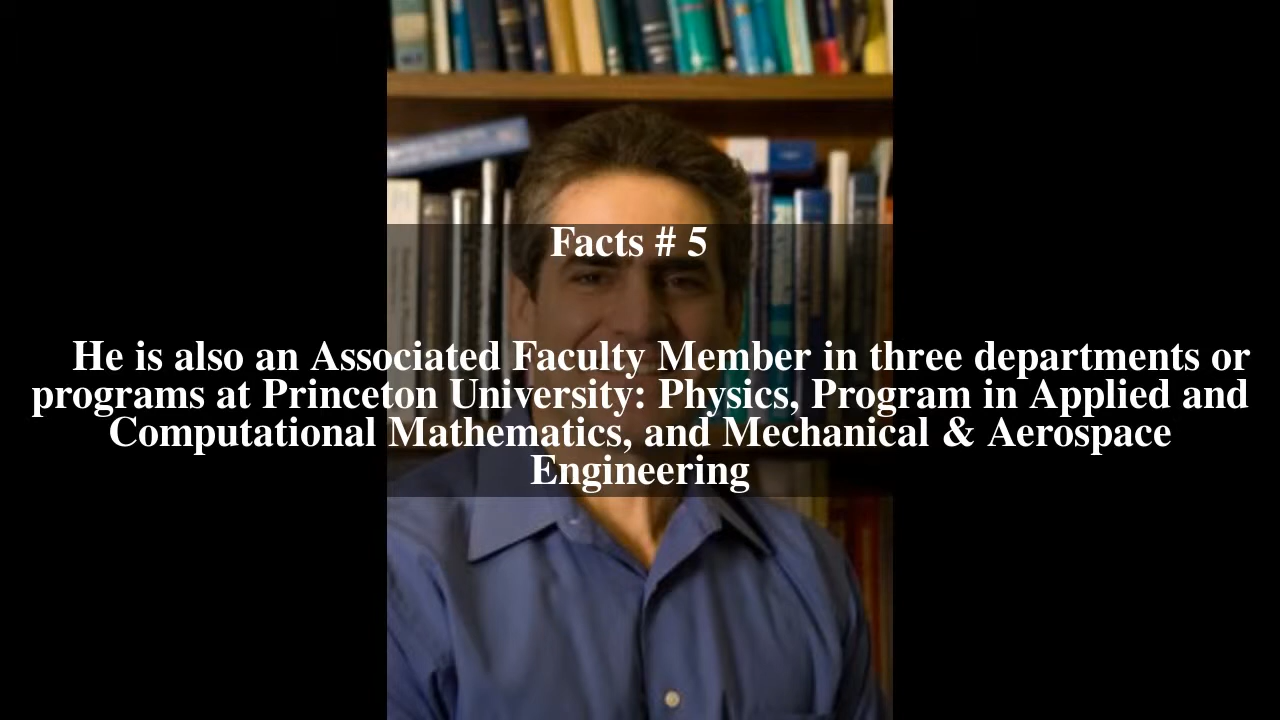 Facts # 5
He is also an Associated Faculty Member in three departments or
programs at Princeton University: Physics, Program in Applied and
Computational Mathematics, and Mechanical & Aerospace
Engineering